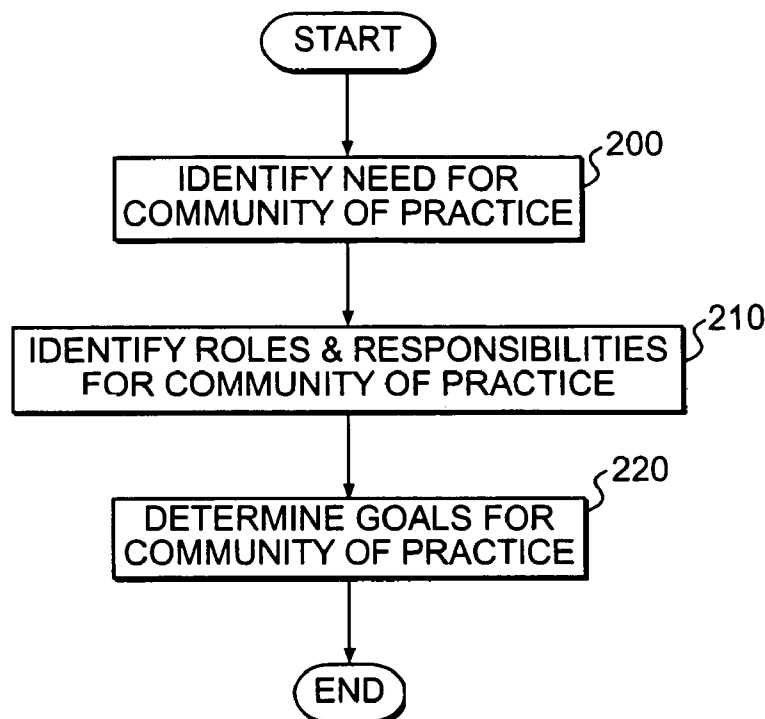 START
200
IDENTIFY NEED FOR
COMMUNITY OF PRACTICE
210
IDENTIFY ROLES & RESPONSIBILITIES
FOR COMMUNITY OF PRACTICE
220
DETERMINE GOALS FOR
COMMUNITY OF PRACTICE
END